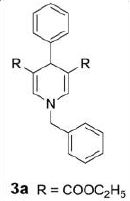 R R
N
3a R = COOC₂H₅